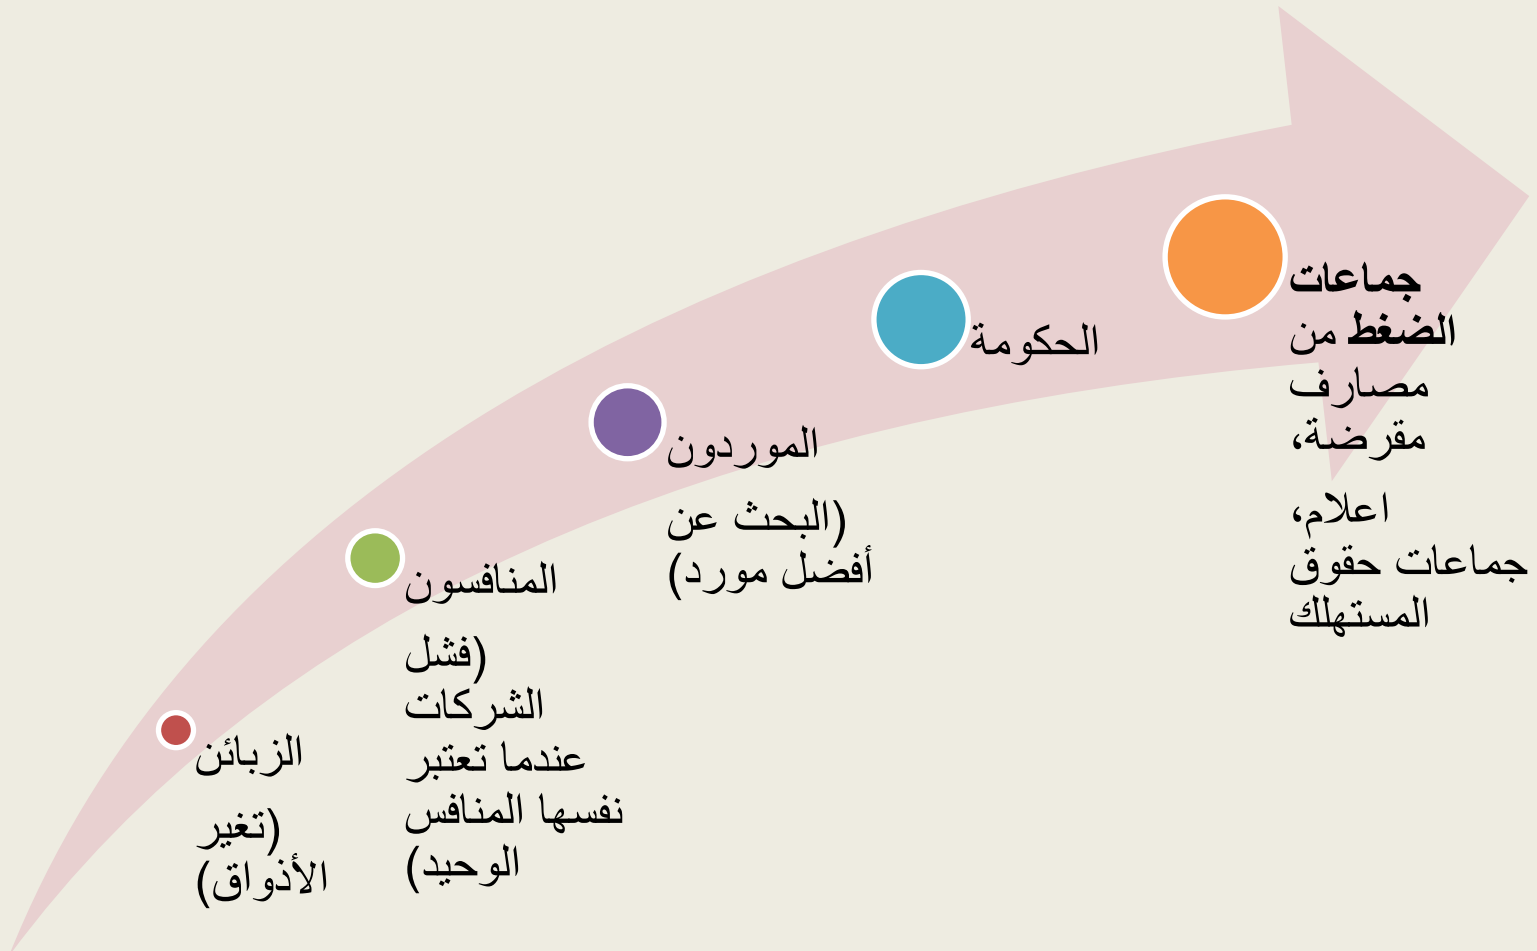 الزبائن
(تغير
الأذواق)
المنافسون
(فشل
الشركات
عندما تعتبر
نفسها المنافس
الوحيد)
الموردون
(البحث عن
أفضل مورد)
الحكومة
جماعات
الضغط من
مصارف
مقرضة،
اعلام،
جماعات حقوق
المستهلك